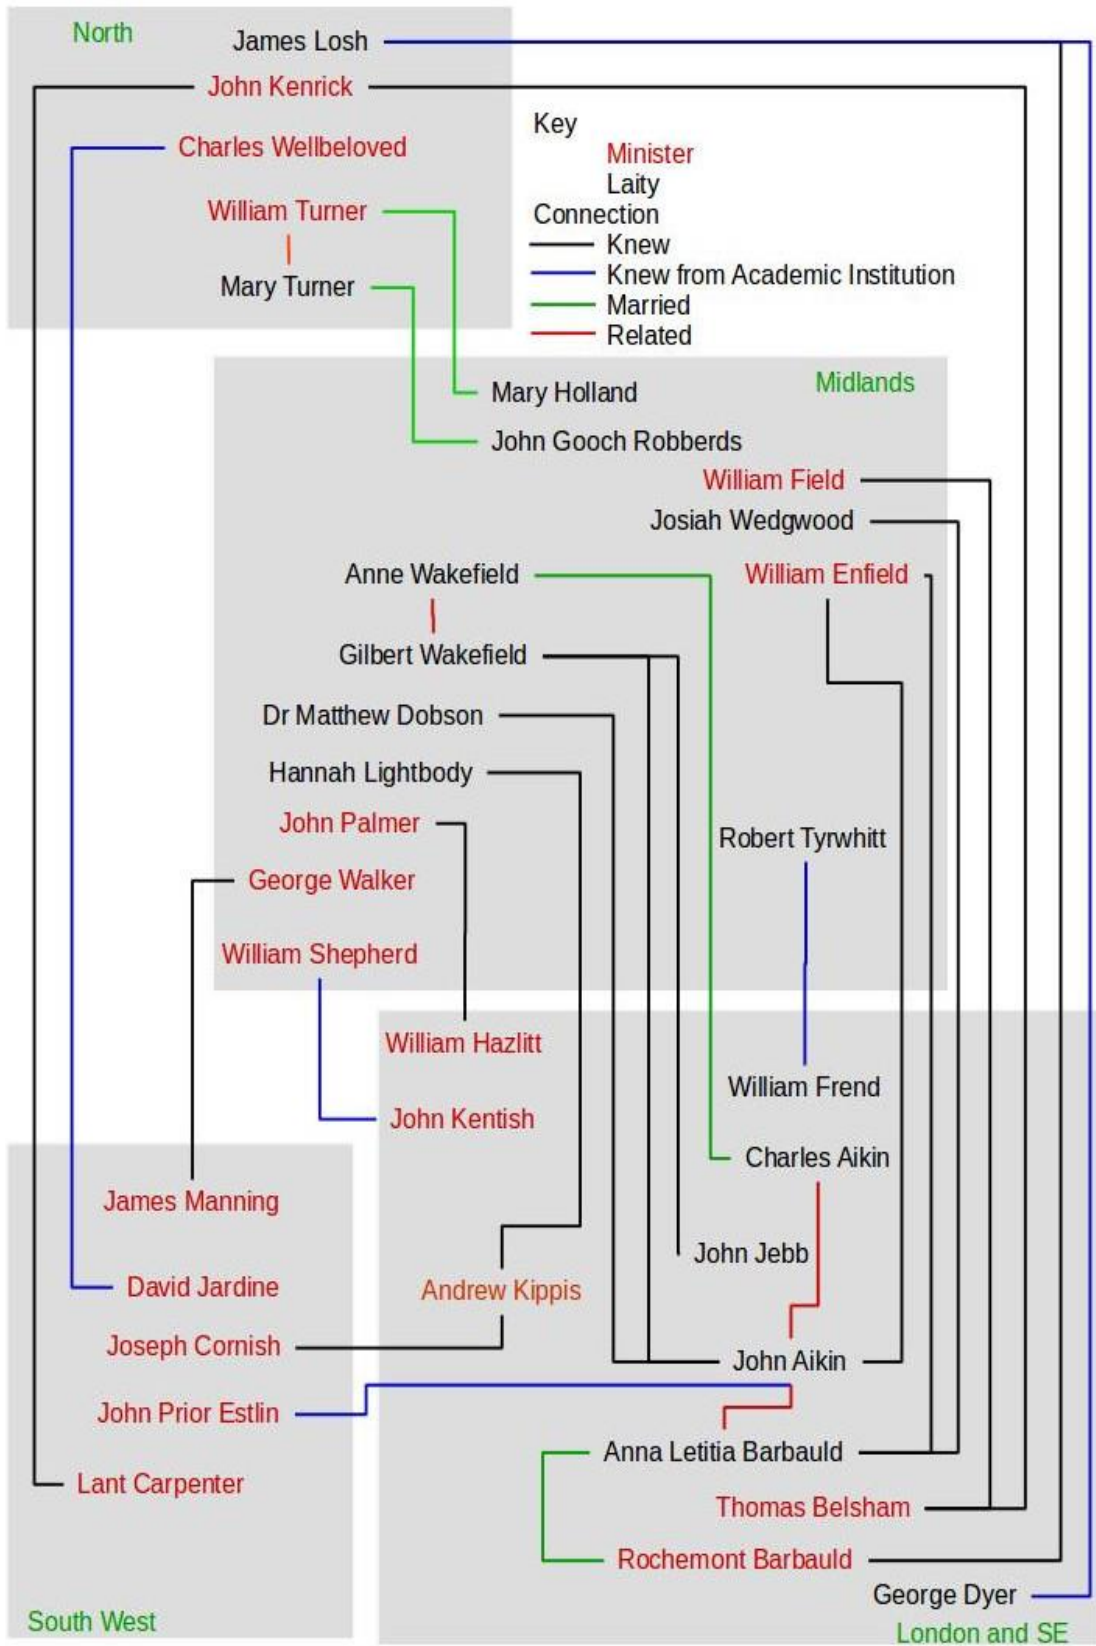 North
James Losh
John Kenrick
Key
Charles Wellbeloved
Minister
Laity
William Turner
Connection
Knew
Mary Turner
Knew from Academic Institution
Married
Related
Midlands
Mary Holland
John Gooch Robberds
William Field
Josiah Wedgwood
Anne Wakefield
William Enfield
Gilbert Wakefield
Dr Matthew Dobson
Hannah Lightbody
John Palmer
Robert Tyrwhitt
George Walker
William Shepherd
William Hazlitt
William Frend
John Kentish
Charles Aikin
James Manning
John Jebb
David Jardine
Andrew Kippis
Joseph Cornish
John Aikin
John Prior Estlin
Anna Letitia Barbauld
Lant Carpenter
Thomas Belsham
Rochemont Barbauld
George Dyer
South West
London and SE